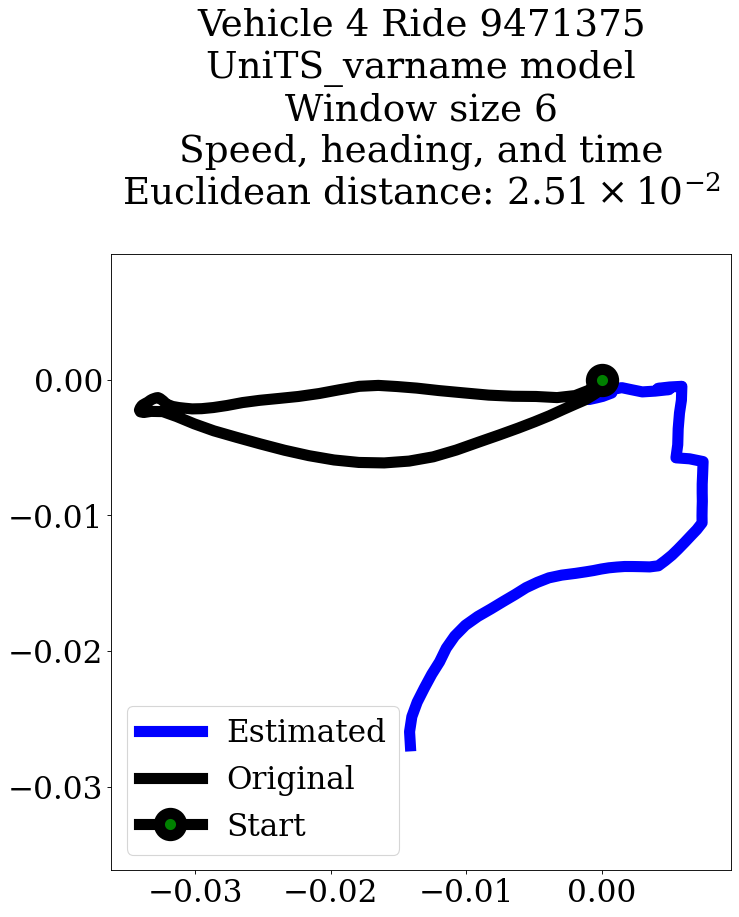 Vehicle 4 Ride 9471375
UniTS_varname model
Window size 6
Speed, heading, and time
Euclidean distance: 2.51 × 10⁻²
0.00
−0.01
−0.02
−0.03
Estimated
Original
Start
−0.03 −0.02 −0.01 0.00